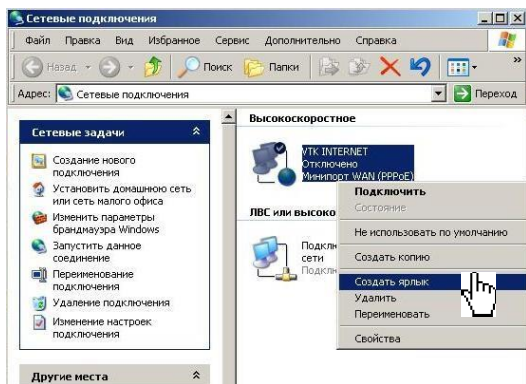 Сетевые подключения
Файл Правка Вид Избранное Сервис Дополнительно Справка
Назад Поиск Папки »
Адрес: Сетевые подключения Переход
Сетевые задачи
Создание нового
подключения
Установить домашнюю сеть
или сеть малого офиса
Изменить параметры
брандмауэра Windows
Запустить данное
соединение
Переименование
подключения
Удаление подключения
Изменение настроек
подключения
Другие места
Высокоскоростное
VTK INTERNET
Отключено
Минипорт WAN (PPPoE)
ЛВС или высоко
Подклю
сети
Подклю
Подключить
Состояние
Не использовать по умолчанию
Создать копию
Создать ярлык
Удалить
Переименовать
Свойства